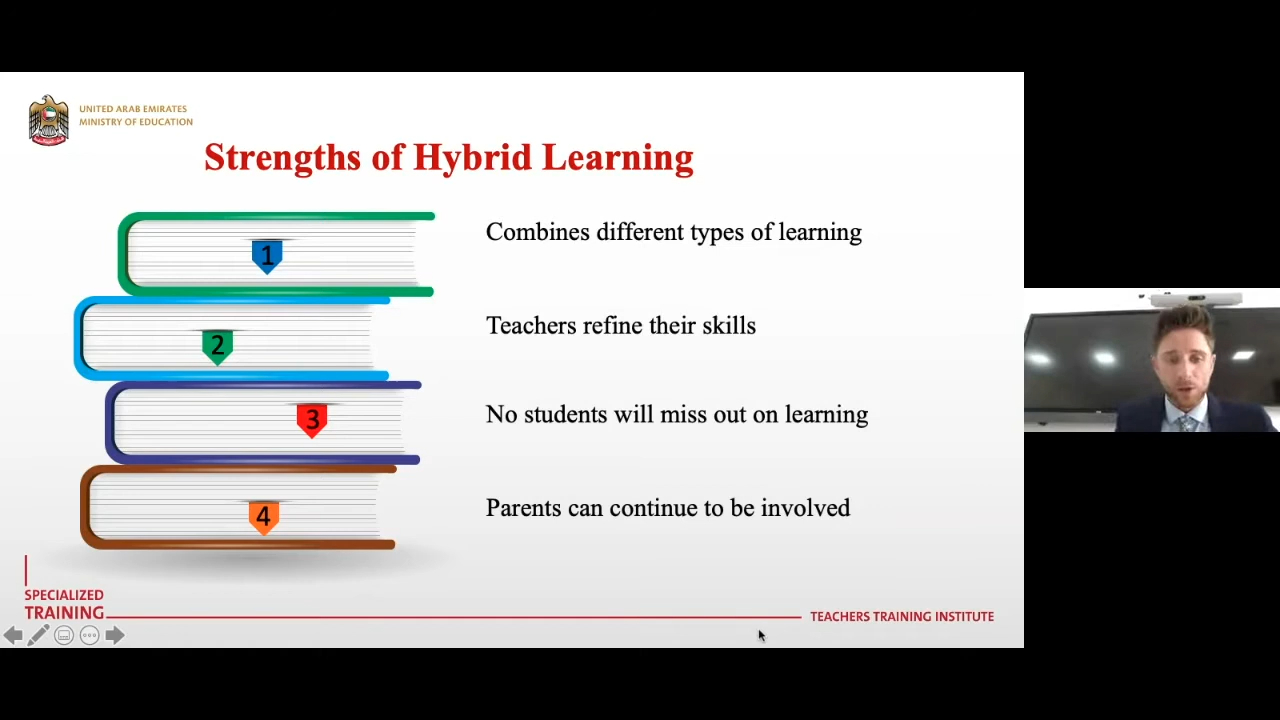 UNITED ARAB EMIRATES
MINISTRY OF EDUCATION
Strengths of Hybrid Learning
1
Combines different types of learning
2
Teachers refine their skills
3
No students will miss out on learning
4
Parents can continue to be involved
SPECIALIZED
TRAINING
TEACHERS TRAINING INSTITUTE